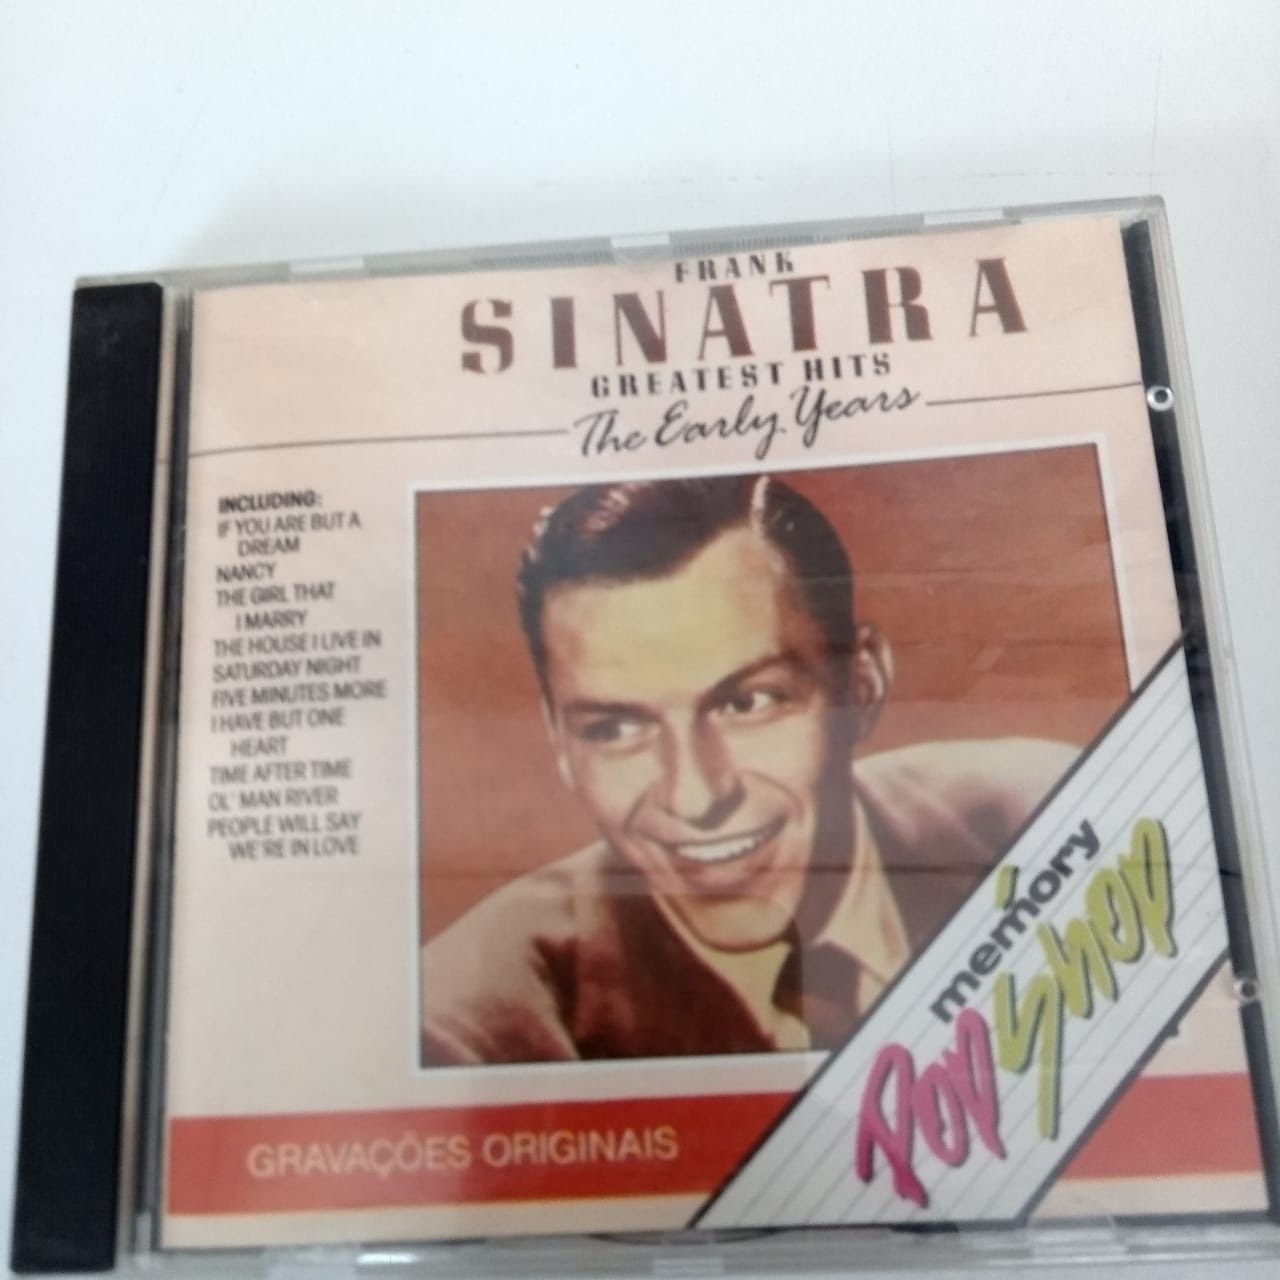 FRANK
SINATRA
GREATEST HITS
The Early Years
INCLUDING:
IF YOU ARE BUT A
DREAM
NANCY
THE GIRL THAT
I MARRY
THE HOUSE I LIVE IN
SATURDAY NIGHT
FIVE MINUTES MORE
I HAVE BUT ONE
HEART
TIME AFTER TIME
OL' MAN RIVER
PEOPLE WILL SAY
WE'RE IN LOVE
memory
POP SHOP
GRAVAÇÕES ORIGINAIS